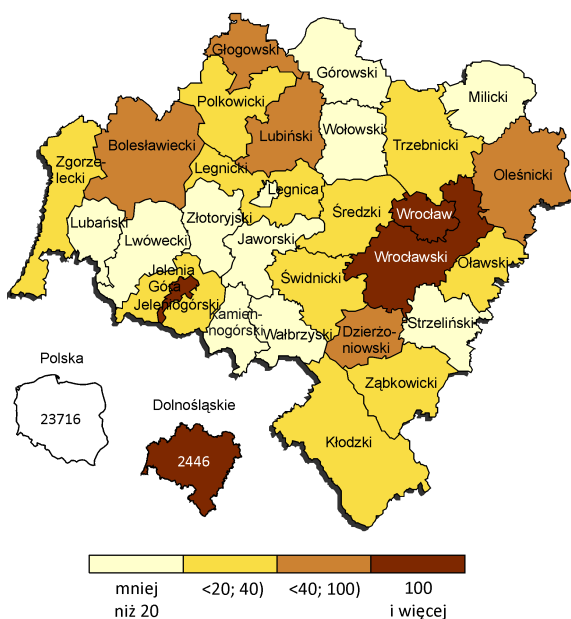 Głogowski
Górowski
Milicki
Polkowicki
Lubiński
Wołowski
Trzebnicki
Bolesławiecki
Zgorze-
lecki
Legnicki
Oleśnicki
Legnica
Lubański
Złotoryjski
Średzki
Wrocław
Lwówecki
Jaworski
Wrocławski
Oławski
Jelenia
Góra
Jeleniogórski
Świdnicki
Kamien-
nogórski
Wałbrzyski
Dzierżo-
niowski
Strzeliński
Ząbkowicki
Kłodzki
Polska
23716
Dolnośląskie
2446
mniej
niż 20
<20; 40)
<40; 100)
100
i więcej